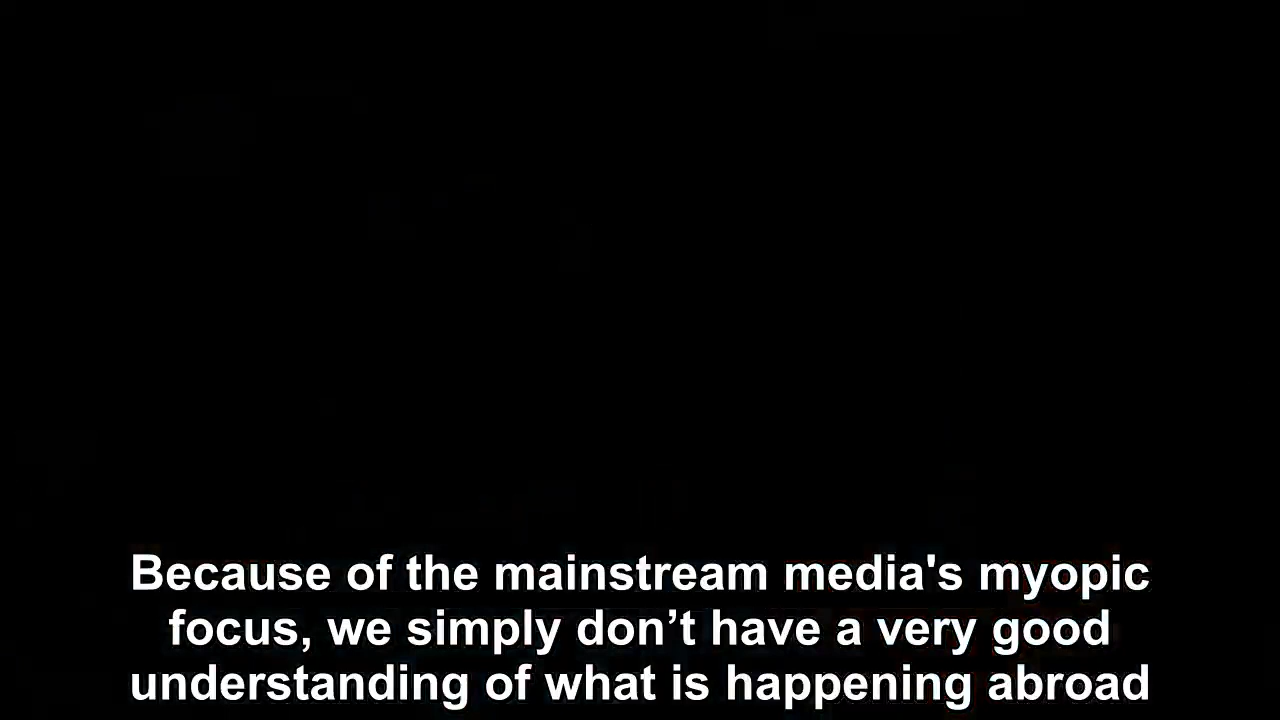 Because of the mainstream media's myopic
focus, we simply don’t have a very good
understanding of what is happening abroad